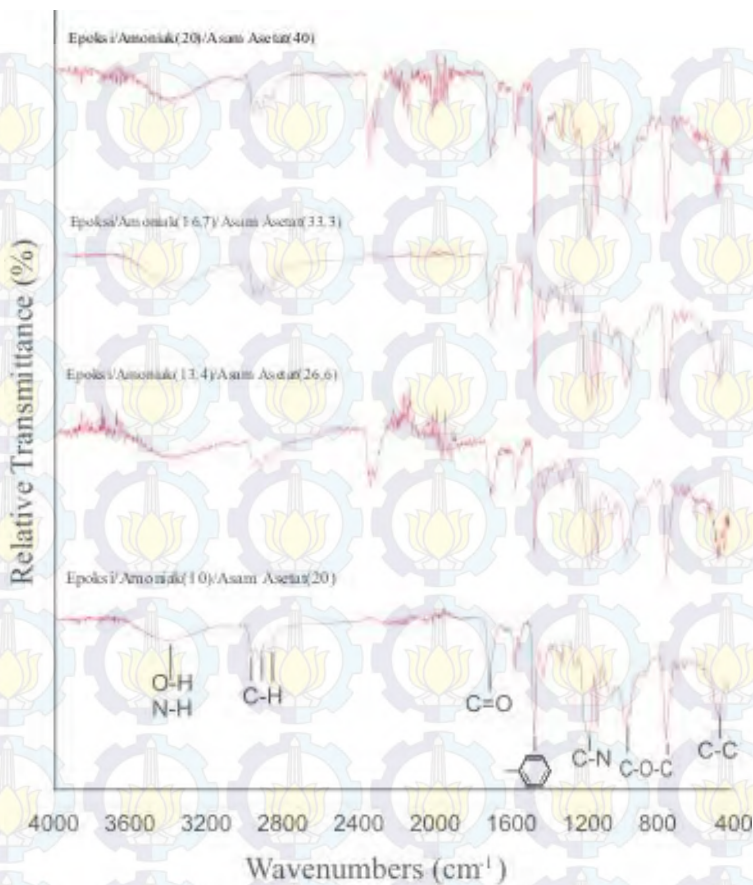 Epoksi/Amoniak(20)/Asam Asetat(40)
Epoksi/Amoniak(16,7)/Asam Asetat(33,3)
Epoksi/Amoniak(13,4)/Asam Asetat(26,6)
Epoksi/Amoniak(10)/Asam Asetat(20)
Relative Transmittance (%)
O-H
N-H
C-H
C=O
C-N
C-O-C
C-C
4000 3600 3200 2800 2400 2000 1600 1200 800 400
Wavenumbers (cm⁻¹)